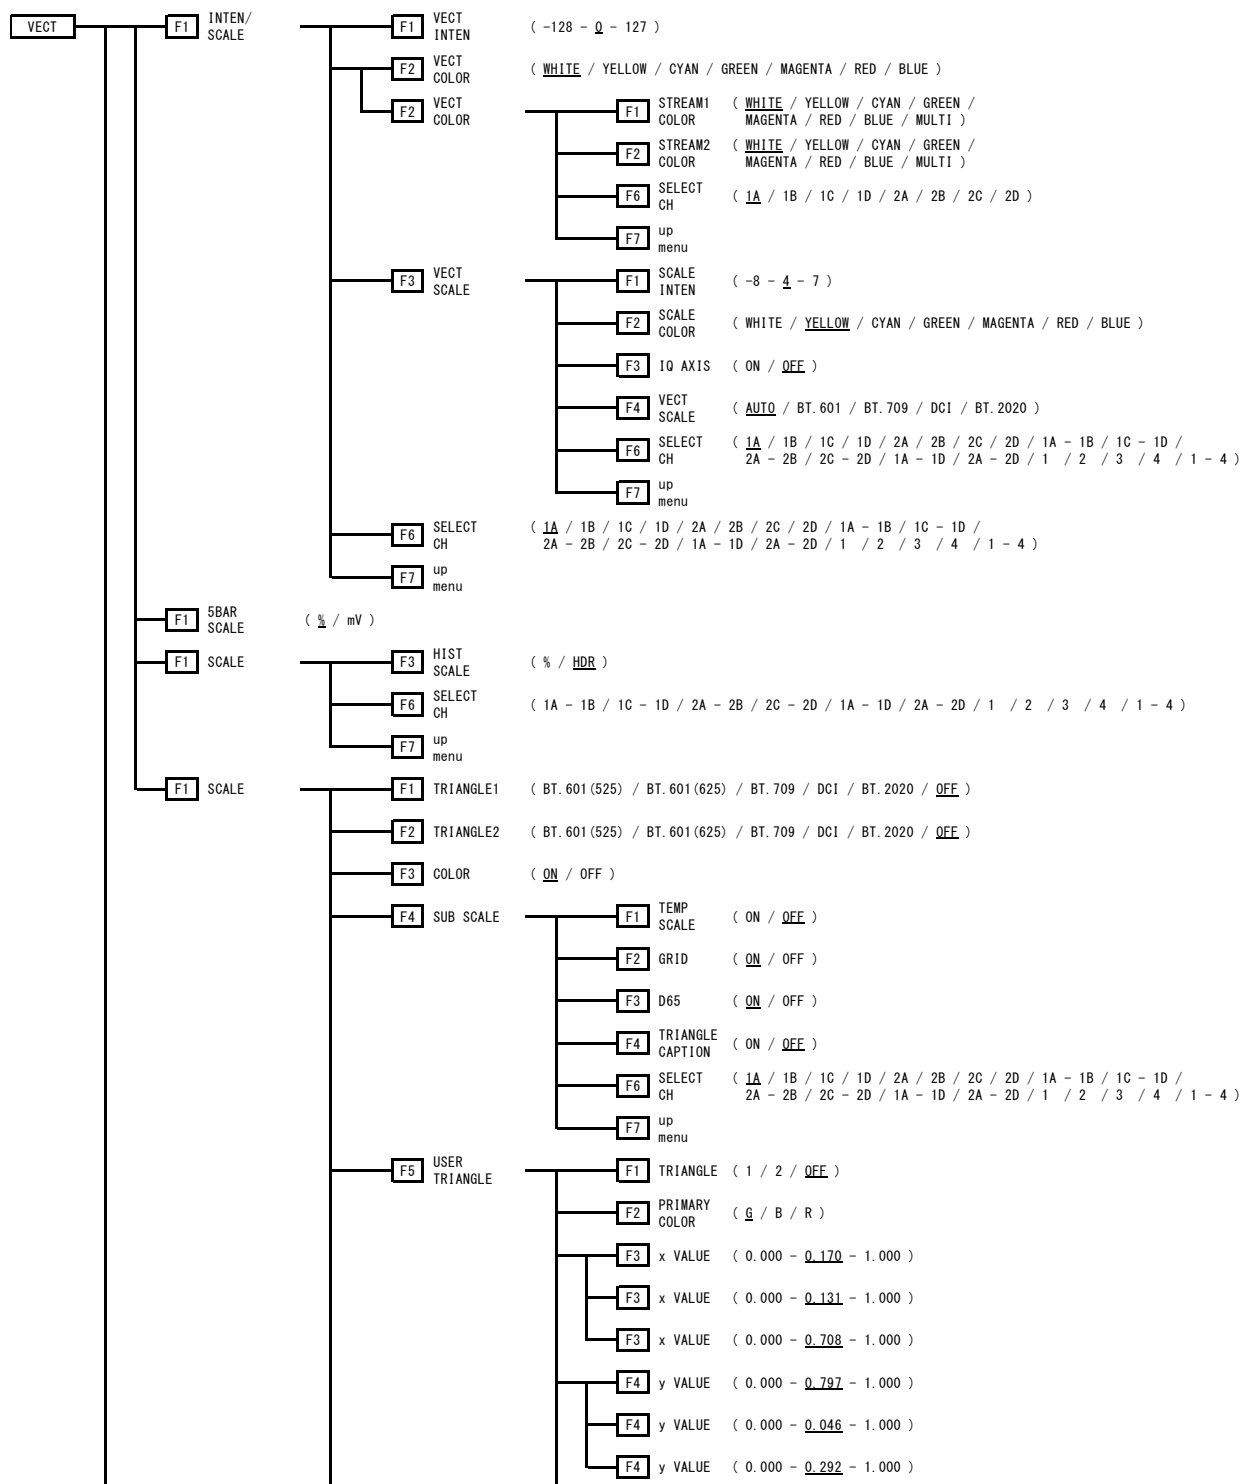 VECT F1 INTEN/ SCALE F1 VECT INTEN ( -128 - 0 - 127 )
F2 VECT COLOR ( WHITE / YELLOW / CYAN / GREEN / MAGENTA / RED / BLUE )
F2 VECT COLOR F1 STREAM1 COLOR ( WHITE / YELLOW / CYAN / GREEN /
MAGENTA / RED / BLUE / MULTI )
F2 STREAM2 COLOR ( WHITE / YELLOW / CYAN / GREEN /
MAGENTA / RED / BLUE / MULTI )
F6 SELECT CH ( 1A / 1B / 1C / 1D / 2A / 2B / 2C / 2D )
F7 up menu
F3 VECT SCALE F1 SCALE INTEN ( -8 - 4 - 7 )
F2 SCALE COLOR ( WHITE / YELLOW / CYAN / GREEN / MAGENTA / RED / BLUE )
F3 IQ AXIS ( ON / OFF )
F4 VECT SCALE ( AUTO / BT.601 / BT.709 / DCI / BT.2020 )
F6 SELECT CH ( 1A / 1B / 1C / 1D / 2A / 2B / 2C / 2D / 1A - 1B / 1C - 1D /
2A - 2B / 2C - 2D / 1A - 1D / 2A - 2D / 1 / 2 / 3 / 4 / 1 - 4 )
F7 up menu
F6 SELECT CH ( 1A / 1B / 1C / 1D / 2A / 2B / 2C / 2D / 1A - 1B / 1C - 1D /
2A - 2B / 2C - 2D / 1A - 1D / 2A - 2D / 1 / 2 / 3 / 4 / 1 - 4 )
F7 up menu
F1 5BAR SCALE ( % / mV )
F1 SCALE F3 HIST SCALE ( % / HDR )
F6 SELECT CH ( 1A - 1B / 1C - 1D / 2A - 2B / 2C - 2D / 1A - 1D / 2A - 2D / 1 / 2 / 3 / 4 / 1 - 4 )
F7 up menu
F1 SCALE F1 TRIANGLE1 ( BT.601(525) / BT.601(625) / BT.709 / DCI / BT.2020 / OFF )
F2 TRIANGLE2 ( BT.601(525) / BT.601(625) / BT.709 / DCI / BT.2020 / OFF )
F3 COLOR ( ON / OFF )
F4 SUB SCALE F1 TEMP SCALE ( ON / OFF )
F2 GRID ( ON / OFF )
F3 D65 ( ON / OFF )
F4 TRIANGLE CAPTION ( ON / OFF )
F6 SELECT CH ( 1A / 1B / 1C / 1D / 2A / 2B / 2C / 2D / 1A - 1B / 1C - 1D /
2A - 2B / 2C - 2D / 1A - 1D / 2A - 2D / 1 / 2 / 3 / 4 / 1 - 4 )
F7 up menu
F5 USER TRIANGLE F1 TRIANGLE ( 1 / 2 / OFF )
F2 PRIMARY COLOR ( G / B / R )
F3 x VALUE ( 0.000 - 0.170 - 1.000 )
F3 x VALUE ( 0.000 - 0.131 - 1.000 )
F3 x VALUE ( 0.000 - 0.708 - 1.000 )
F4 y VALUE ( 0.000 - 0.797 - 1.000 )
F4 y VALUE ( 0.000 - 0.046 - 1.000 )
F4 y VALUE ( 0.000 - 0.292 - 1.000 )